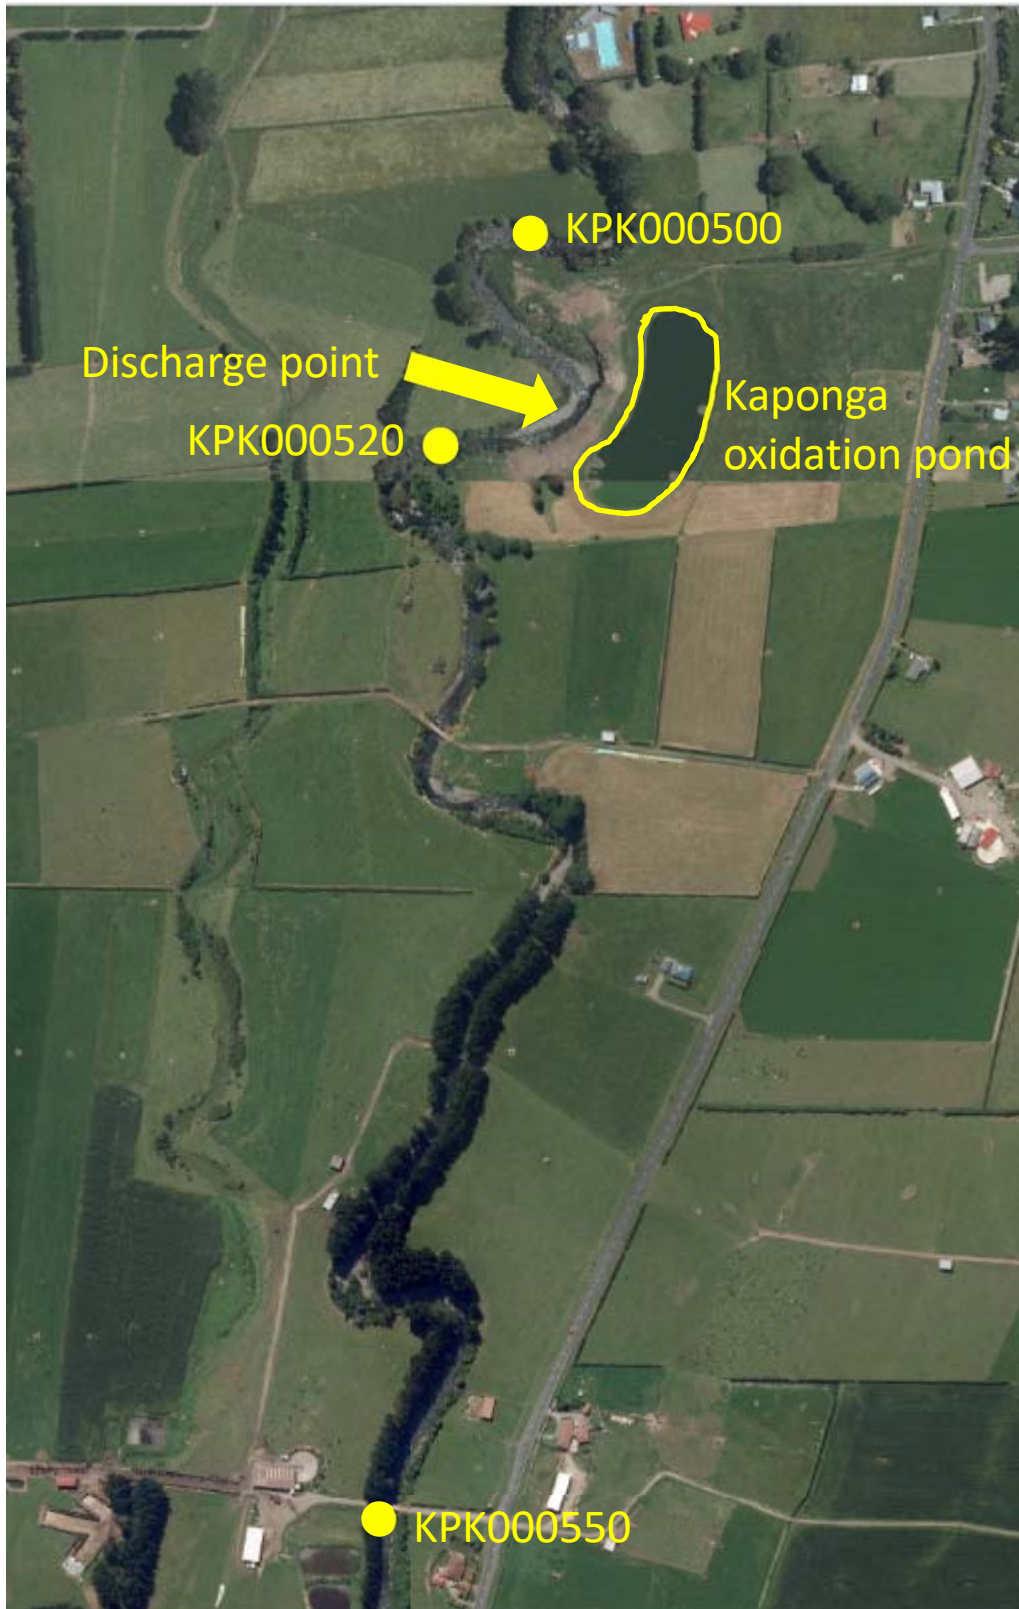 KPK000500
Discharge point
Kaponga
oxidation pond
KPK000520
KPK000550